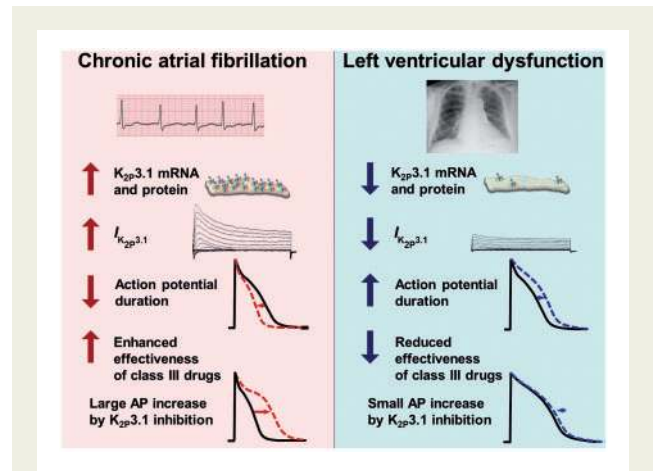 Chronic atrial fibrillation
K2P3.1 mRNA
and protein
IK2P3.1
Action potential
duration
Enhanced
effectiveness
of class III drugs
Large AP increase
by K2P3.1 inhibition
Left ventricular dysfunction
K2P3.1 mRNA
and protein
IK2P3.1
Action potential
duration
Reduced
effectiveness
of class III drugs
Small AP increase
by K2P3.1 inhibition